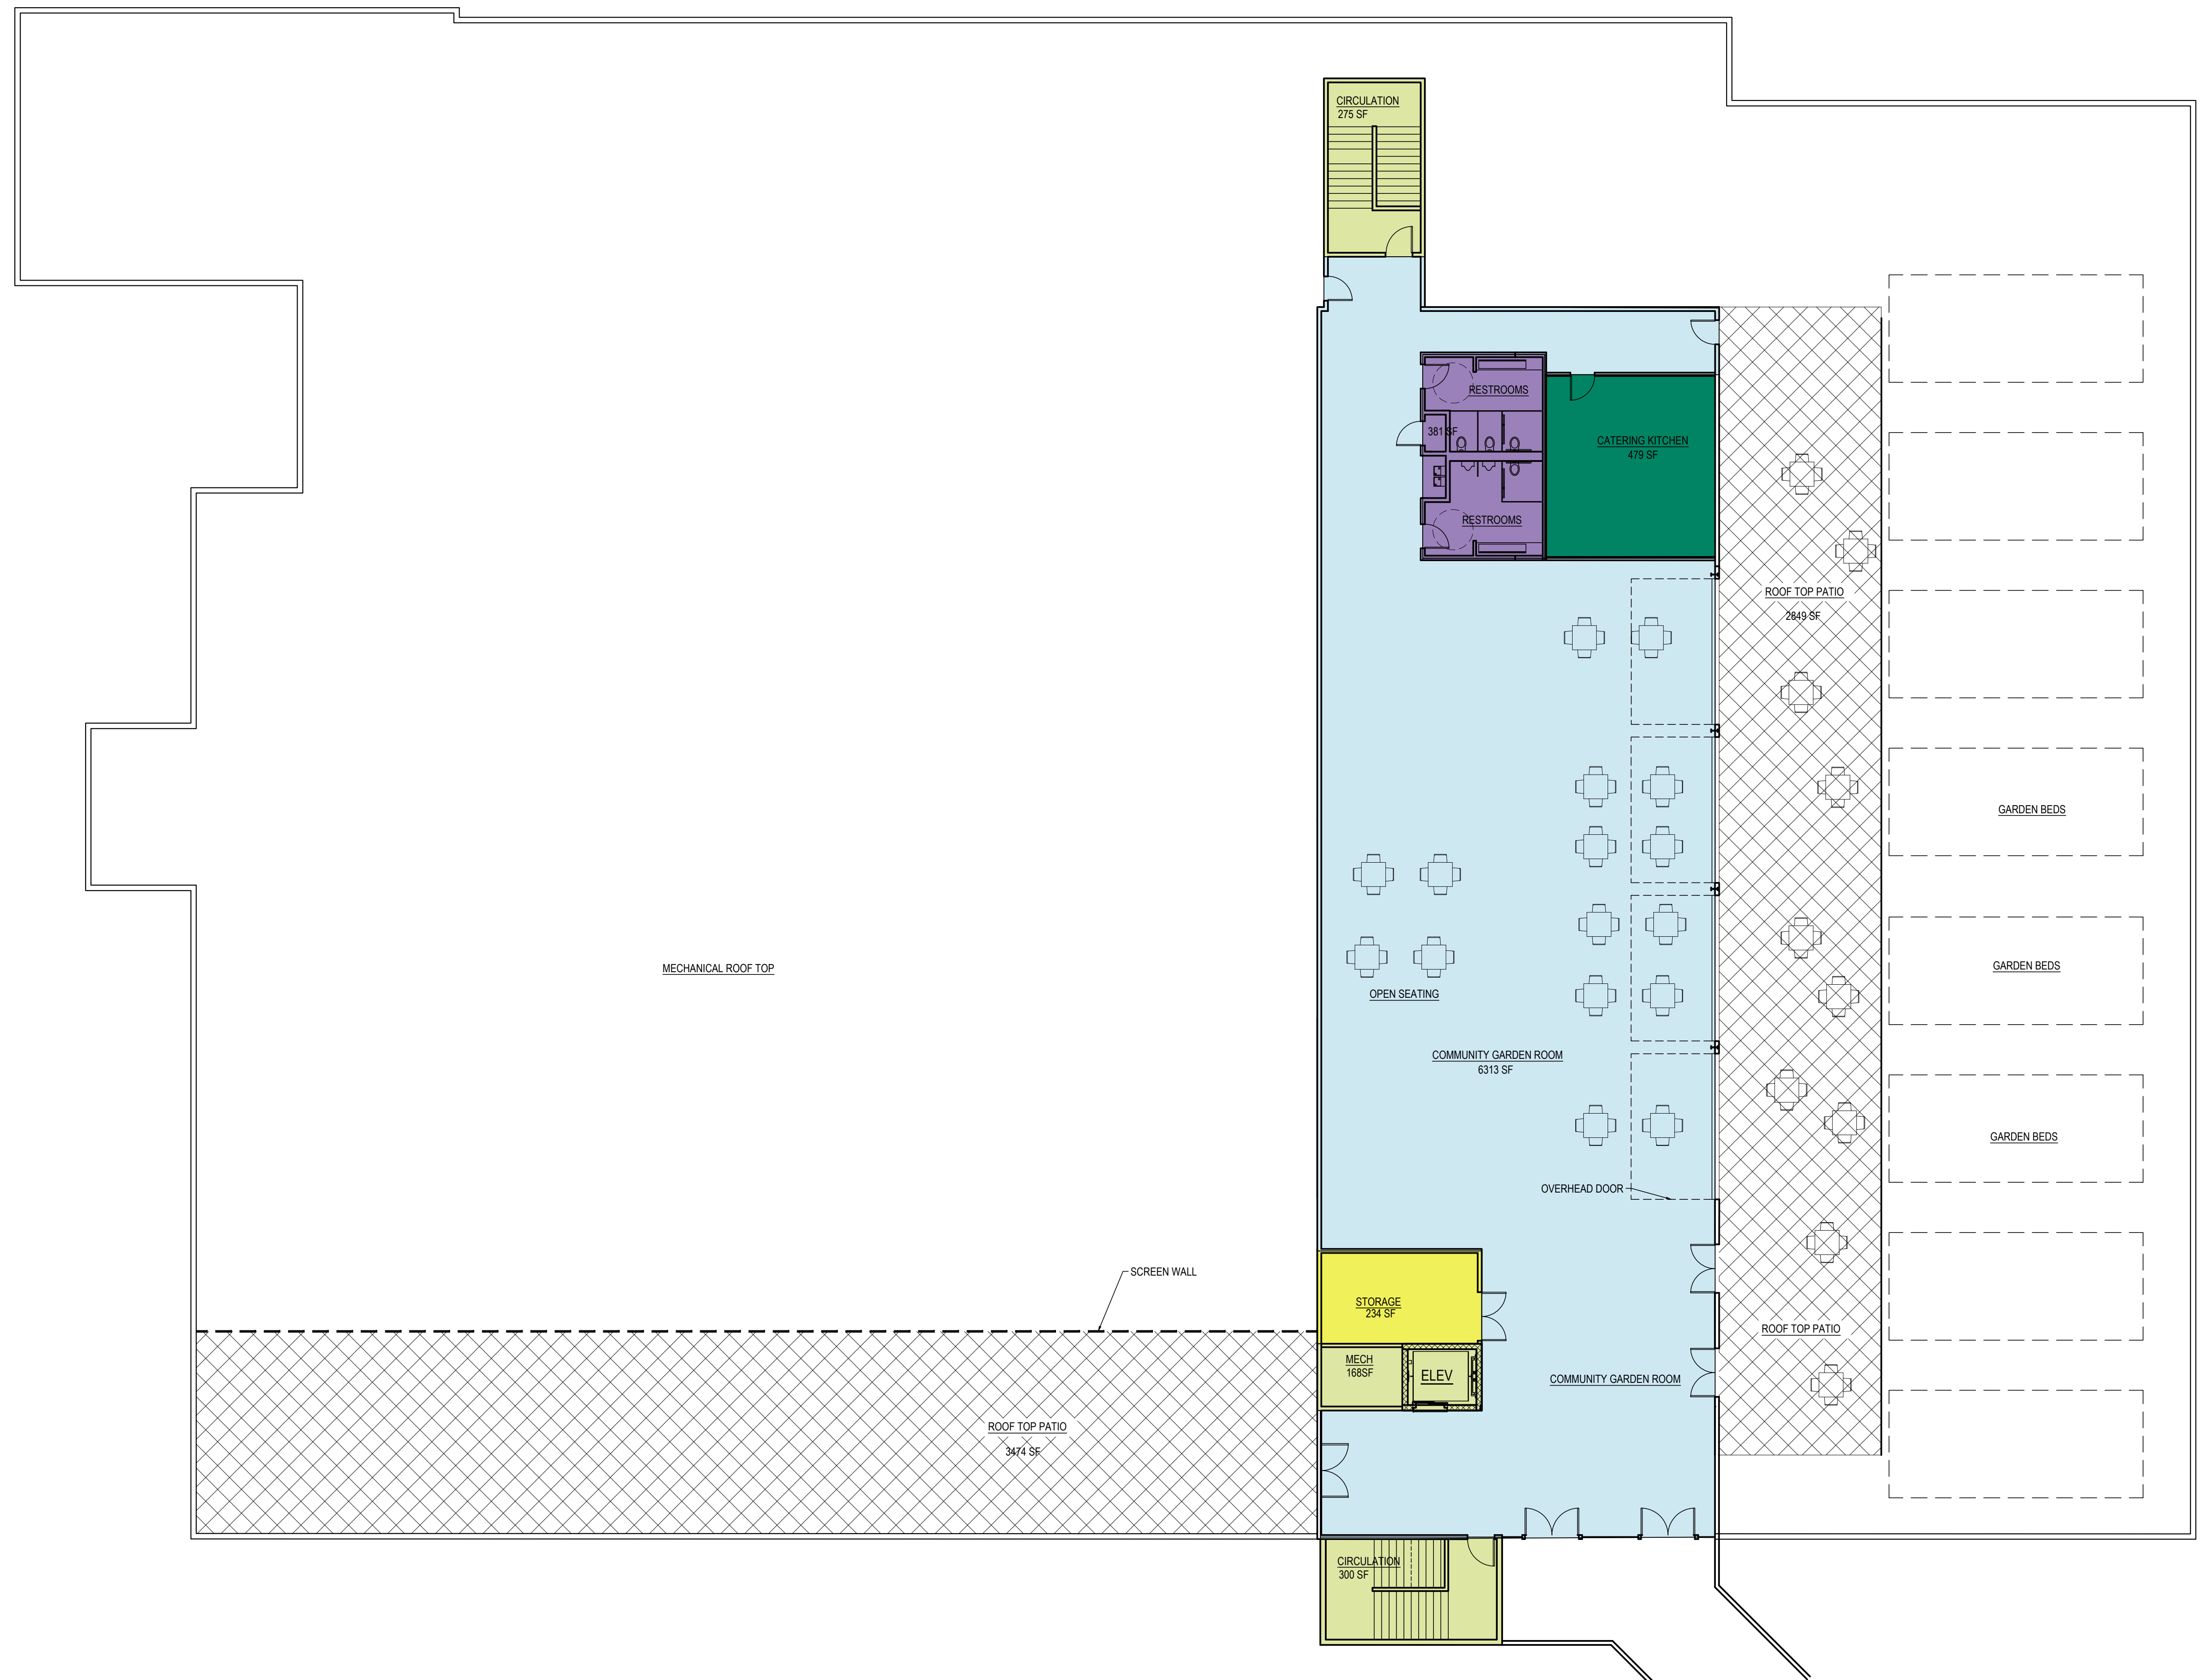 CIRCULATION
275 SF
RESTROOMS
381 SF
CATERING KITCHEN
479 SF
RESTROOMS
ROOF TOP PATIO
2849 SF
GARDEN BEDS
GARDEN BEDS
MECHANICAL ROOF TOP
OPEN SEATING
COMMUNITY GARDEN ROOM
6313 SF
GARDEN BEDS
OVERHEAD DOOR
SCREEN WALL
STORAGE
234 SF
ROOF TOP PATIO
MECH
168SF
ELEV
COMMUNITY GARDEN ROOM
ROOF TOP PATIO
3474 SF
CIRCULATION
300 SF